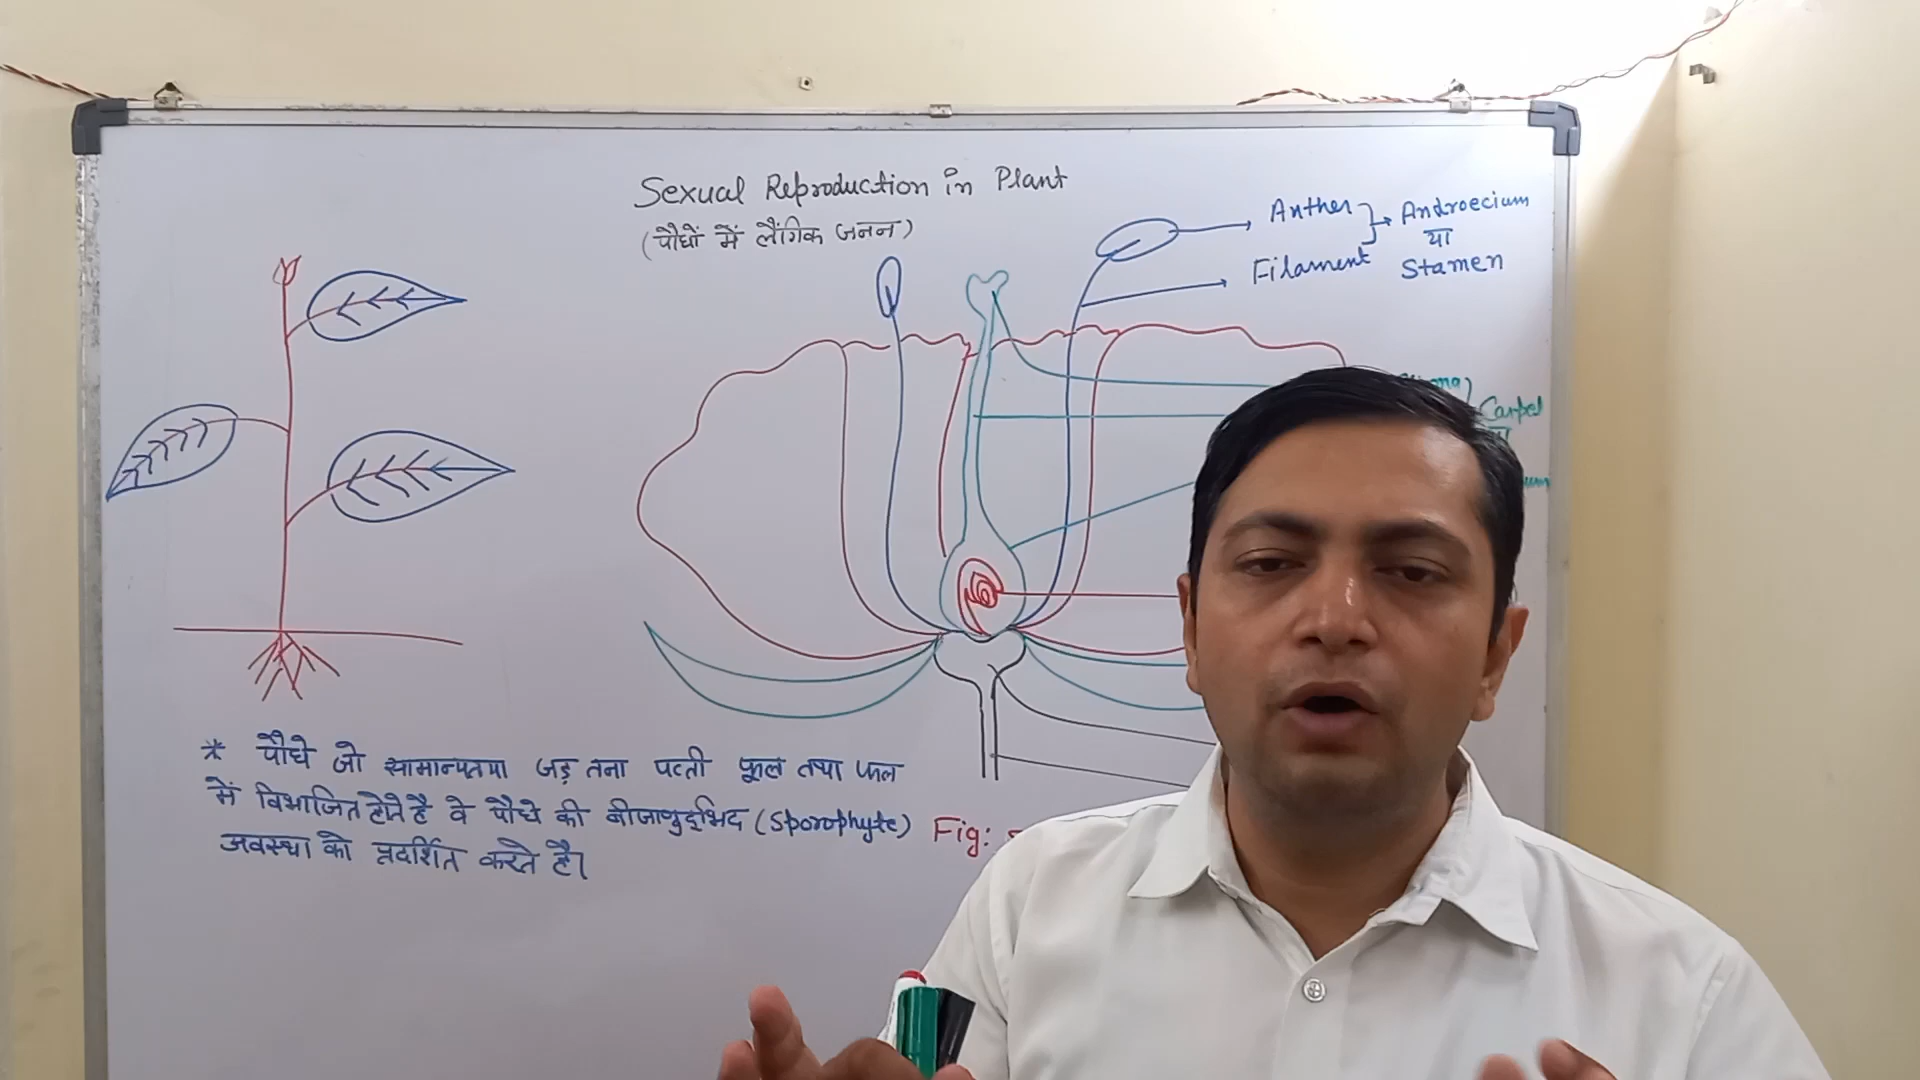 Sexual Reproduction in Plant
(पौधों में लैंगिक जनन)
Anther
Androecium
या
Filament
Stamen
Carpel
* पौधे जो सामान्यतया जड़ तना पत्ती फूल तथा फल
में विभाजित होते है वे पौधे की बीजाणुद्भिद (Sporophyte)
अवस्था को प्रदर्शित करते है।
Fig: